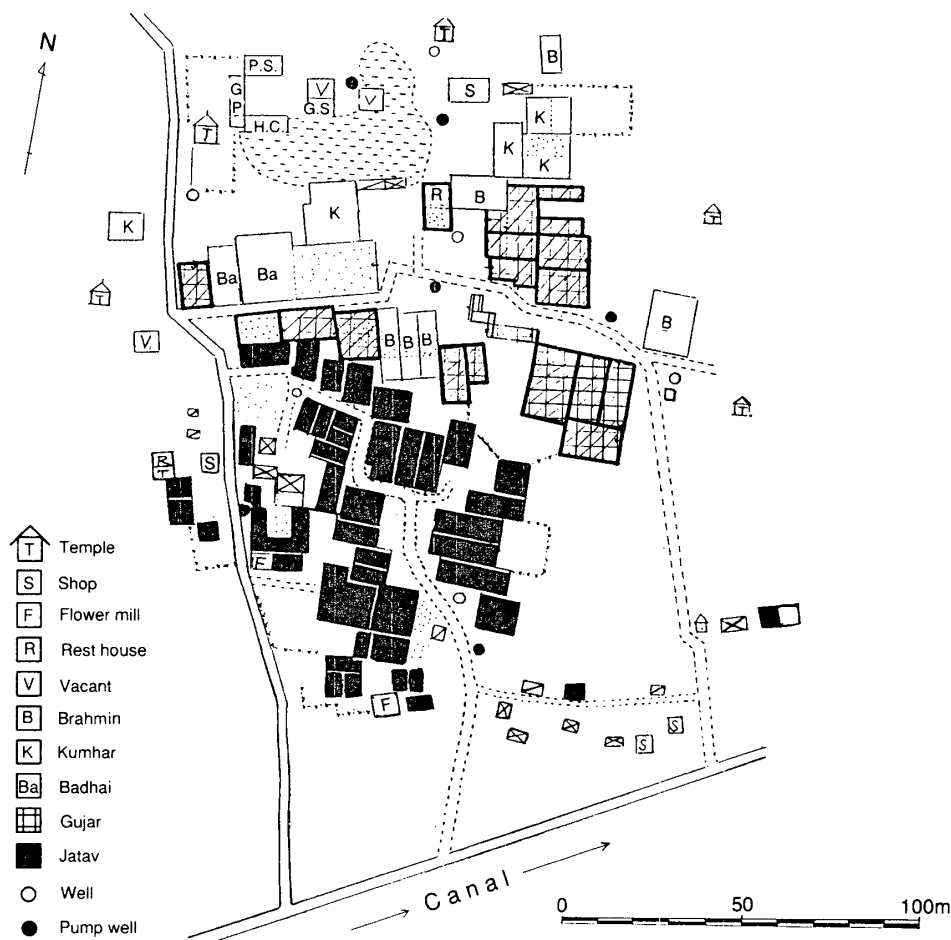 N
T
B
P.S.
G
P
V
G.S
V
S
K
H.C.
T
K
K
K
R
B
K
T
Ba
Ba
T
B
V
B
B
B
T
R
T
S
F
F
S
S
T Temple
S Shop
F Flower mill
R Rest house
V Vacant
B Brahmin
K Kumhar
Ba Badhai
Gujar
Jatav
Well
Pump well
Canal
0 50 100m